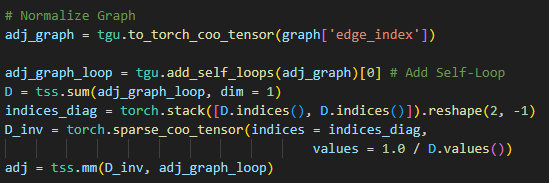 # Normalize Graph
adj_graph = tgu.to_torch_coo_tensor(graph['edge_index'])
adj_graph_loop = tgu.add_self_loops(adj_graph)[0] # Add Self-Loop
D = tss.sum(adj_graph_loop, dim = 1)
indices_diag = torch.stack([D.indices(), D.indices()]).reshape(2, -1)
D_inv = torch.sparse_coo_tensor(indices = indices_diag,
values = 1.0 / D.values())
adj = tss.mm(D_inv, adj_graph_loop)